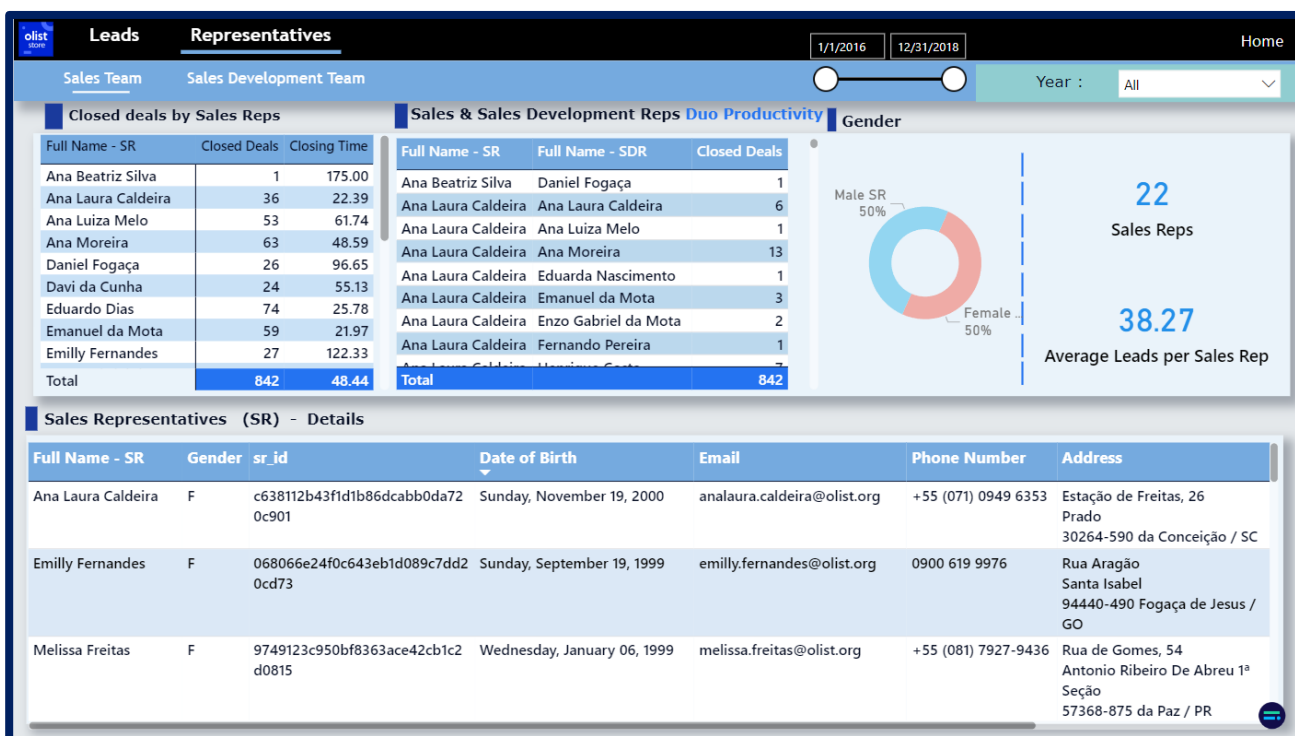 olist
store
Leads Representatives
1/1/2016 12/31/2018
Home
Sales Team Sales Development Team
Year : All
Closed deals by Sales Reps
Full Name - SR Closed Deals Closing Time
Ana Beatriz Silva 1 175.00
Ana Laura Caldeira 36 22.39
Ana Luiza Melo 53 61.74
Ana Moreira 63 48.59
Daniel Fogaça 26 96.65
Davi da Cunha 24 55.13
Eduardo Dias 74 25.78
Emanuel da Mota 59 21.97
Emilly Fernandes 27 122.33
Total 842 48.44
Sales & Sales Development Reps Duo Productivity
Full Name - SR Full Name - SDR Closed Deals
Ana Beatriz Silva Daniel Fogaça 1
Ana Laura Caldeira Ana Laura Caldeira 6
Ana Laura Caldeira Ana Luiza Melo 1
Ana Laura Caldeira Ana Moreira 13
Ana Laura Caldeira Eduarda Nascimento 1
Ana Laura Caldeira Emanuel da Mota 3
Ana Laura Caldeira Enzo Gabriel da Mota 2
Ana Laura Caldeira Fernando Pereira 1
Total 842
Gender
Male SR
50%
Female ..
50%
22
Sales Reps
38.27
Average Leads per Sales Rep
Sales Representatives (SR) - Details
Full Name - SR Gender sr_id Date of Birth Email Phone Number Address
Ana Laura Caldeira F c638112b43f1d1b86dcabb0da72 Sunday, November 19, 2000 analaura.caldeira@olist.org +55 (071) 0949 6353 Estação de Freitas, 26
0c901 Prado
30264-590 da Conceição / SC
Emilly Fernandes F 068066e24f0c643eb1d089c7dd2 Sunday, September 19, 1999 emilly.fernandes@olist.org 0900 619 9976 Rua Aragão
0cd73 Santa Isabel
94440-490 Fogaça de Jesus /
GO
Melissa Freitas F 9749123c950bf8363ace42cb1c2 Wednesday, January 06, 1999 melissa.freitas@olist.org +55 (081) 7927-9436 Rua de Gomes, 54
d0815 Antonio Ribeiro De Abreu 1ª
Seção
57368-875 da Paz / PR